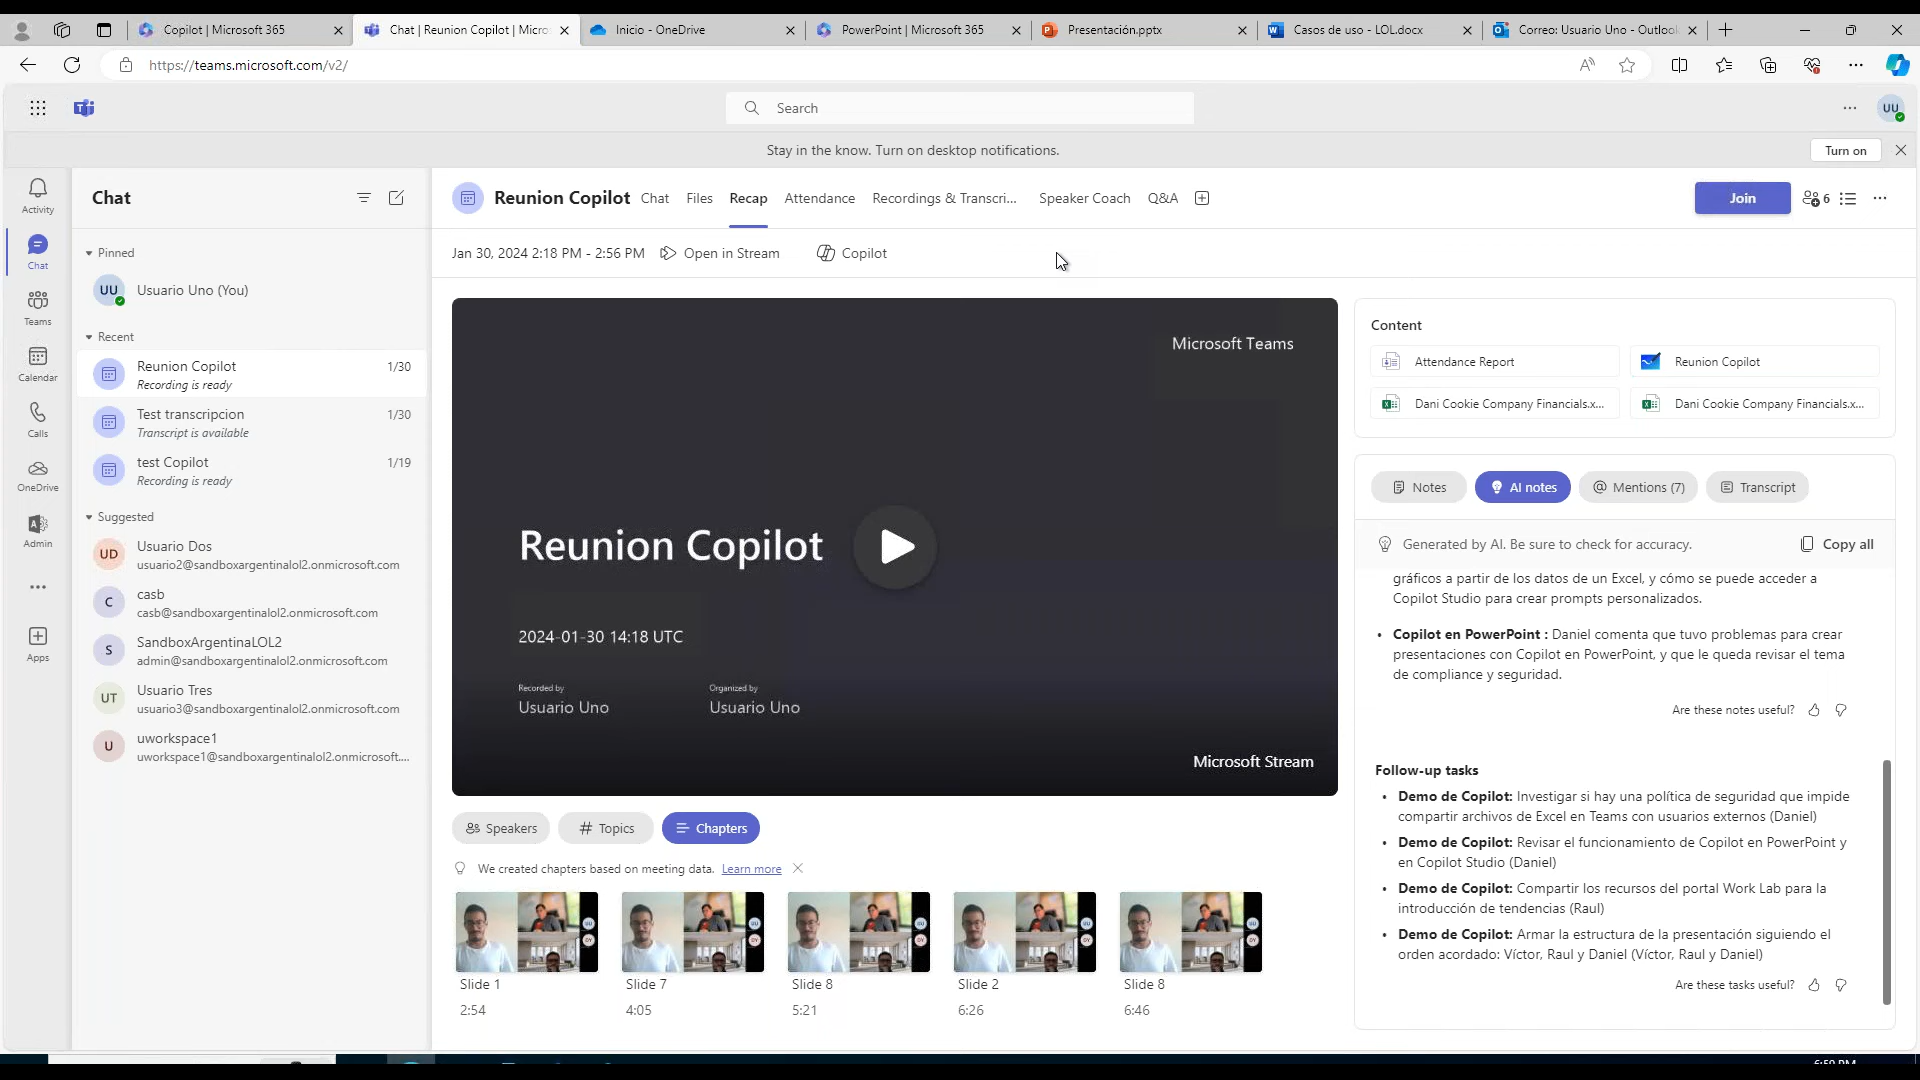 Copilot | Microsoft 365
Chat | Reunion Copilot | Micro
Inicio - OneDrive
PowerPoint | Microsoft 365
Presentación.pptx
Casos de uso - LOL.docx
Correo: Usuario Uno - Outlool
https://teams.microsoft.com/v2/
Search
UU
Stay in the know. Turn on desktop notifications.
Turn on
Activity
Chat
Teams
Calendar
Calls
OneDrive
Admin
Apps
Chat
Pinned
UU
Usuario Uno (You)
Recent
Reunion Copilot 1/30
Recording is ready
Test transcripcion 1/30
Transcript is available
test Copilot 1/19
Recording is ready
Suggested
UD Usuario Dos
usuario2@sandboxargentinalol2.onmicrosoft.com
C casb
casb@sandboxargentinalol2.onmicrosoft.com
S SandboxArgentinaLOL2
admin@sandboxargentinalol2.onmicrosoft.com
UT Usuario Tres
usuario3@sandboxargentinalol2.onmicrosoft.com
U uworkspace1
uworkspace1@sandboxargentinalol2.onmicrosoft....
Reunion Copilot Chat Files Recap Attendance Recordings & Transcri... Speaker Coach Q&A
Join 6
Jan 30, 2024 2:18 PM - 2:56 PM Open in Stream Copilot
Microsoft Teams
Reunion Copilot
2024-01-30 14:18 UTC
Recorded by Organized by
Usuario Uno Usuario Uno
Microsoft Stream
Speakers # Topics Chapters
We created chapters based on meeting data. Learn more
Slide 1 Slide 7 Slide 8 Slide 2 Slide 8
2:54 4:05 5:21 6:26 6:46
Content
Attendance Report Reunion Copilot
Dani Cookie Company Financials.x... Dani Cookie Company Financials.x...
Notes AI notes Mentions (7) Transcript
Generated by AI. Be sure to check for accuracy. Copy all
gráficos a partir de los datos de un Excel, y cómo se puede acceder a
Copilot Studio para crear prompts personalizados.
• Copilot en PowerPoint : Daniel comenta que tuvo problemas para crear
presentaciones con Copilot en PowerPoint, y que le queda revisar el tema
de compliance y seguridad.
Are these notes useful?
Follow-up tasks
• Demo de Copilot: Investigar si hay una política de seguridad que impide
compartir archivos de Excel en Teams con usuarios externos (Daniel)
• Demo de Copilot: Revisar el funcionamiento de Copilot en PowerPoint y
en Copilot Studio (Daniel)
• Demo de Copilot: Compartir los recursos del portal Work Lab para la
introducción de tendencias (Raul)
• Demo de Copilot: Armar la estructura de la presentación siguiendo el
orden acordado: Víctor, Raul y Daniel (Víctor, Raul y Daniel)
Are these tasks useful?